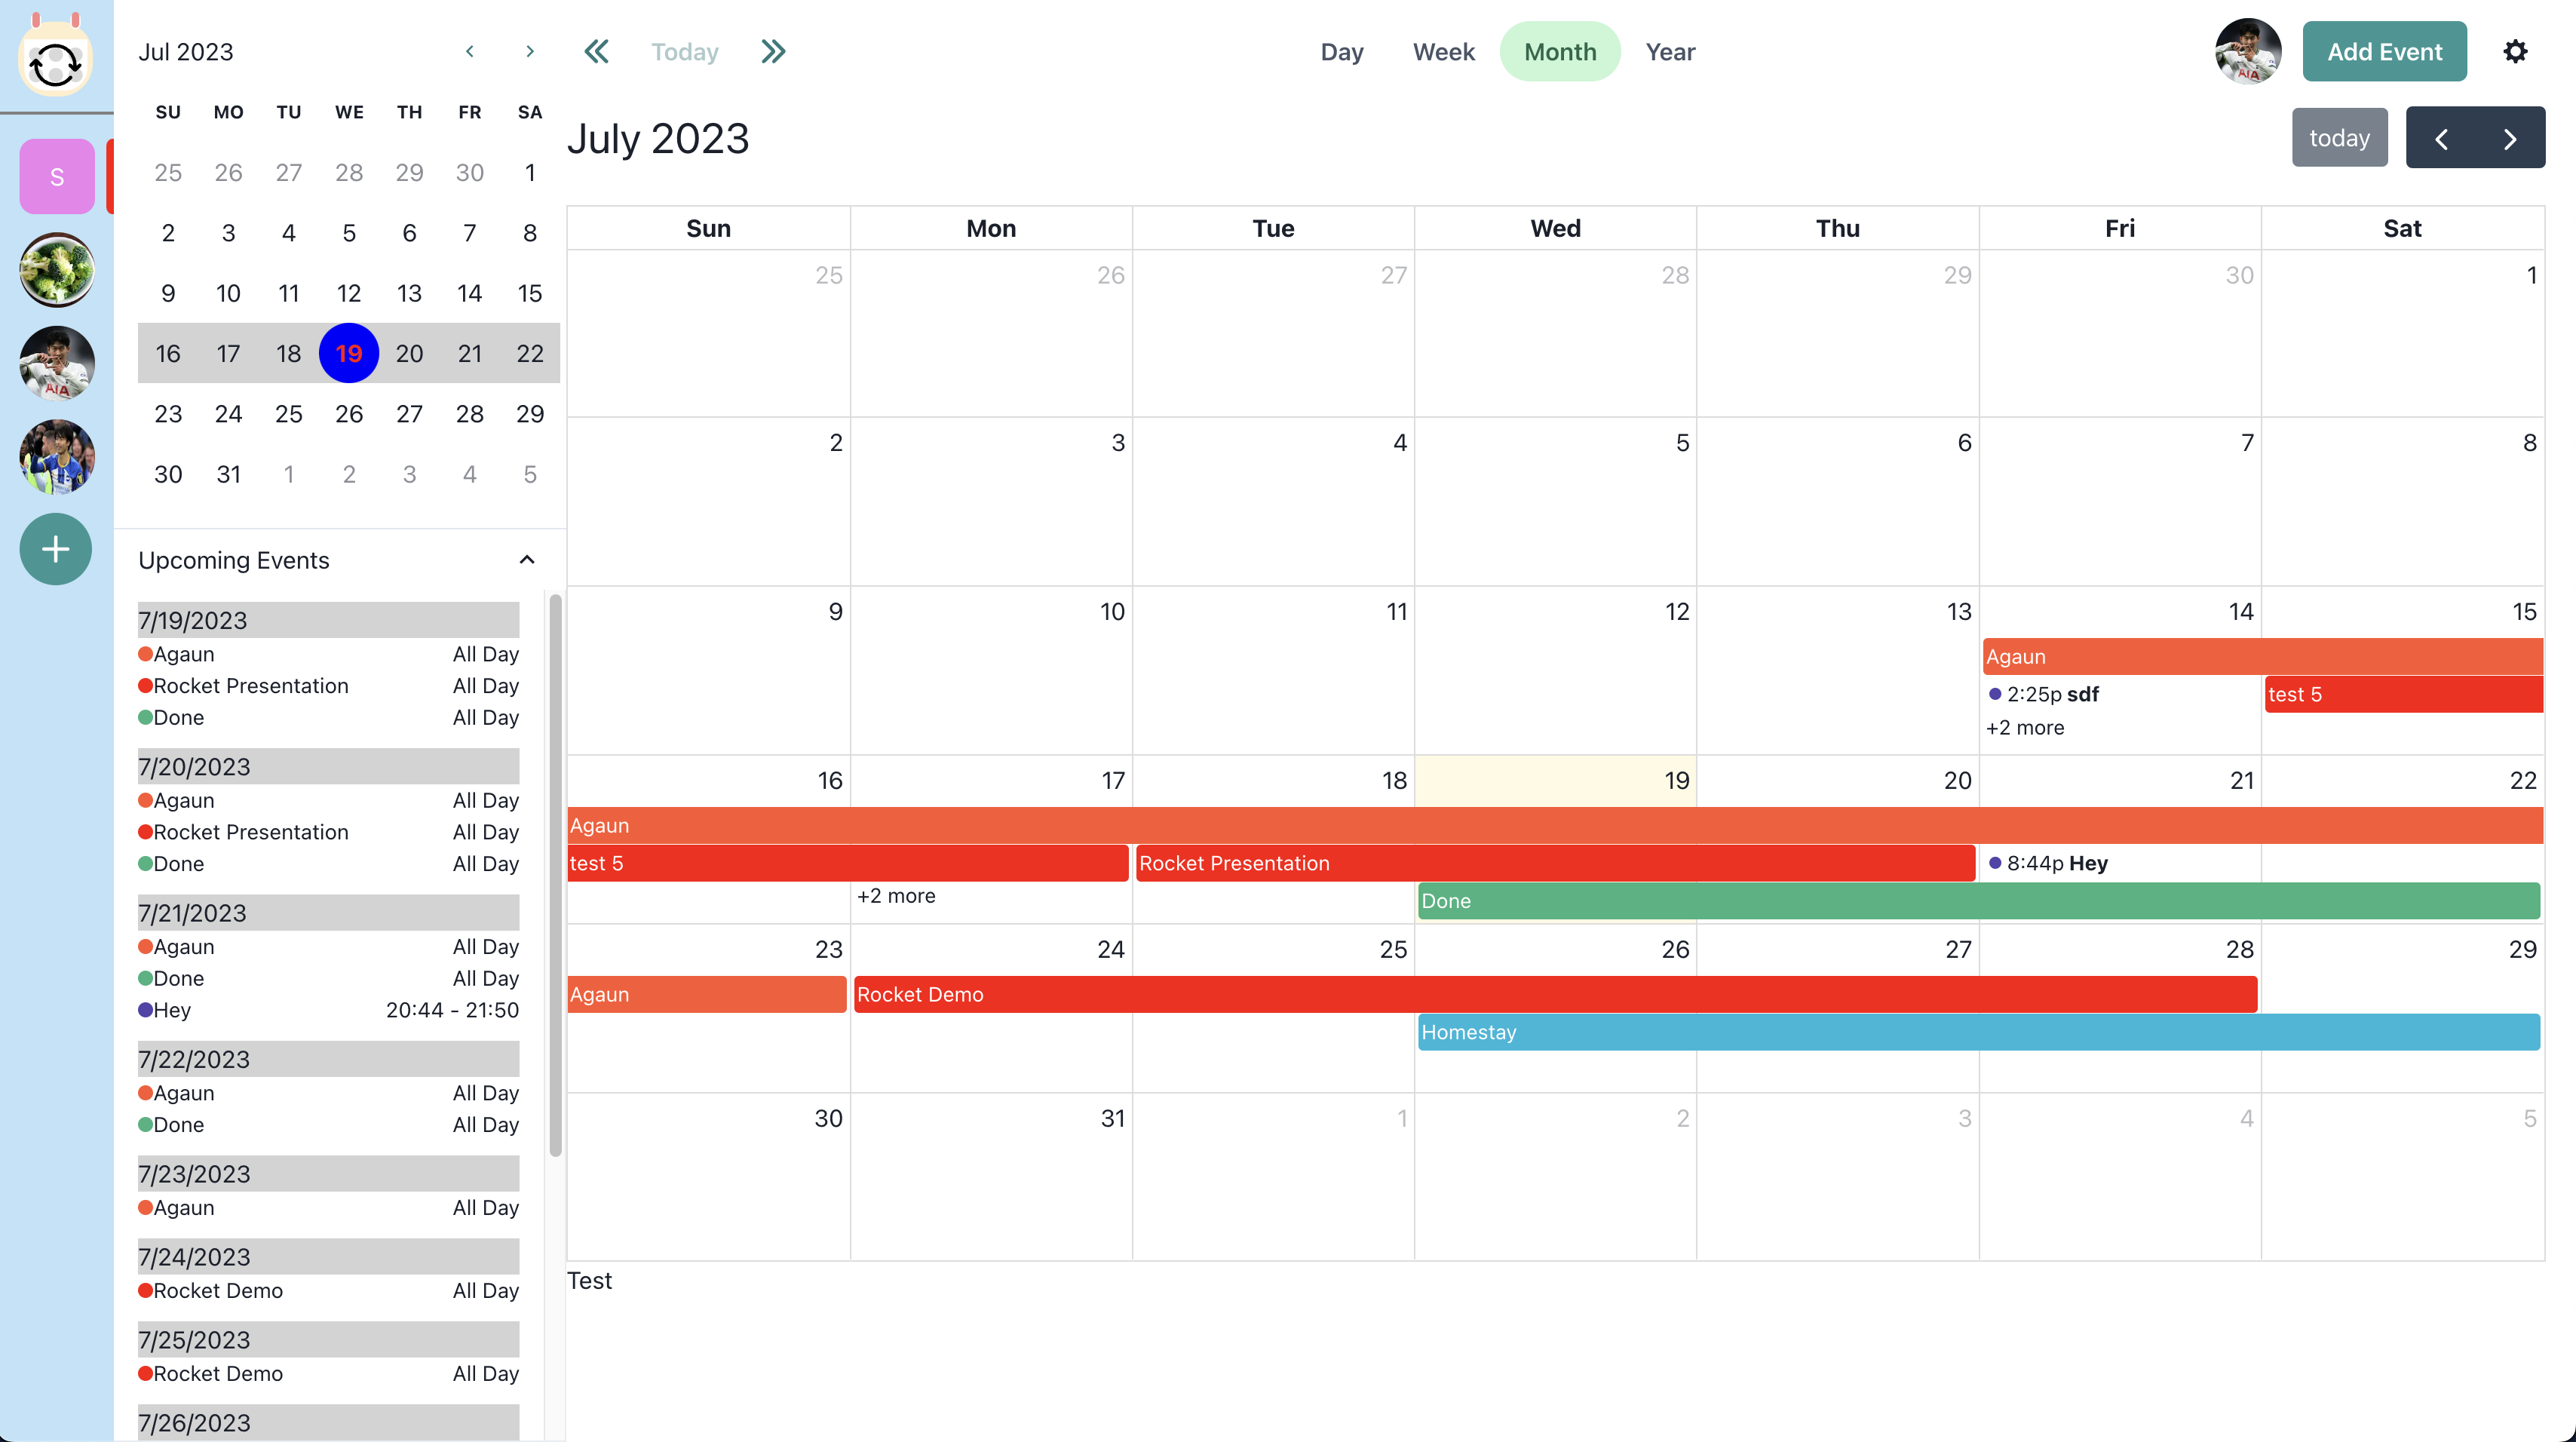 S
Jul 2023
SU MO TU WE TH FR SA
25 26 27 28 29 30 1
2 3 4 5 6 7 8
9 10 11 12 13 14 15
16 17 18 19 20 21 22
23 24 25 26 27 28 29
30 31 1 2 3 4 5
Upcoming Events
7/19/2023
Agaun All Day
Rocket Presentation All Day
Done All Day
7/20/2023
Agaun All Day
Rocket Presentation All Day
Done All Day
7/21/2023
Agaun All Day
Done All Day
Hey 20:44 - 21:50
7/22/2023
Agaun All Day
Done All Day
7/23/2023
Agaun All Day
7/24/2023
Rocket Demo All Day
7/25/2023
Rocket Demo All Day
7/26/2023
Today
Day Week Month Year
AIA
AIA
Add Event
July 2023
today
Sun Mon Tue Wed Thu Fri Sat
25 26 27 28 29 30 1
2 3 4 5 6 7 8
9 10 11 12 13 14 15
Agaun
2:25p sdf
test 5
+2 more
16 17 18 19 20 21 22
Agaun
test 5
Rocket Presentation
8:44p Hey
+2 more
Done
23 24 25 26 27 28 29
Agaun
Rocket Demo
Homestay
30 31 1 2 3 4 5
Test